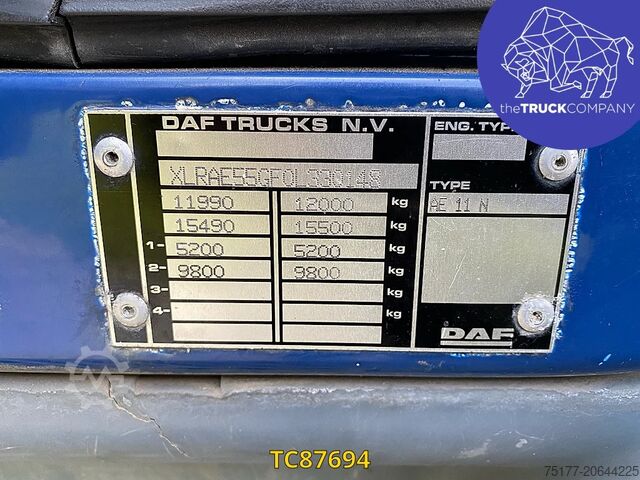 theTRUCKCOMPANY
DAF TRUCKS N.V.
ENG. TYP
XLRAE55GF0L330148
TYPE
11990 12000 kg
AE 11 N
15490 15500 kg
1- 5200 5200 kg
2- 9800 9800 kg
3- kg
4- kg
DAF
TC87694
75177-20644225